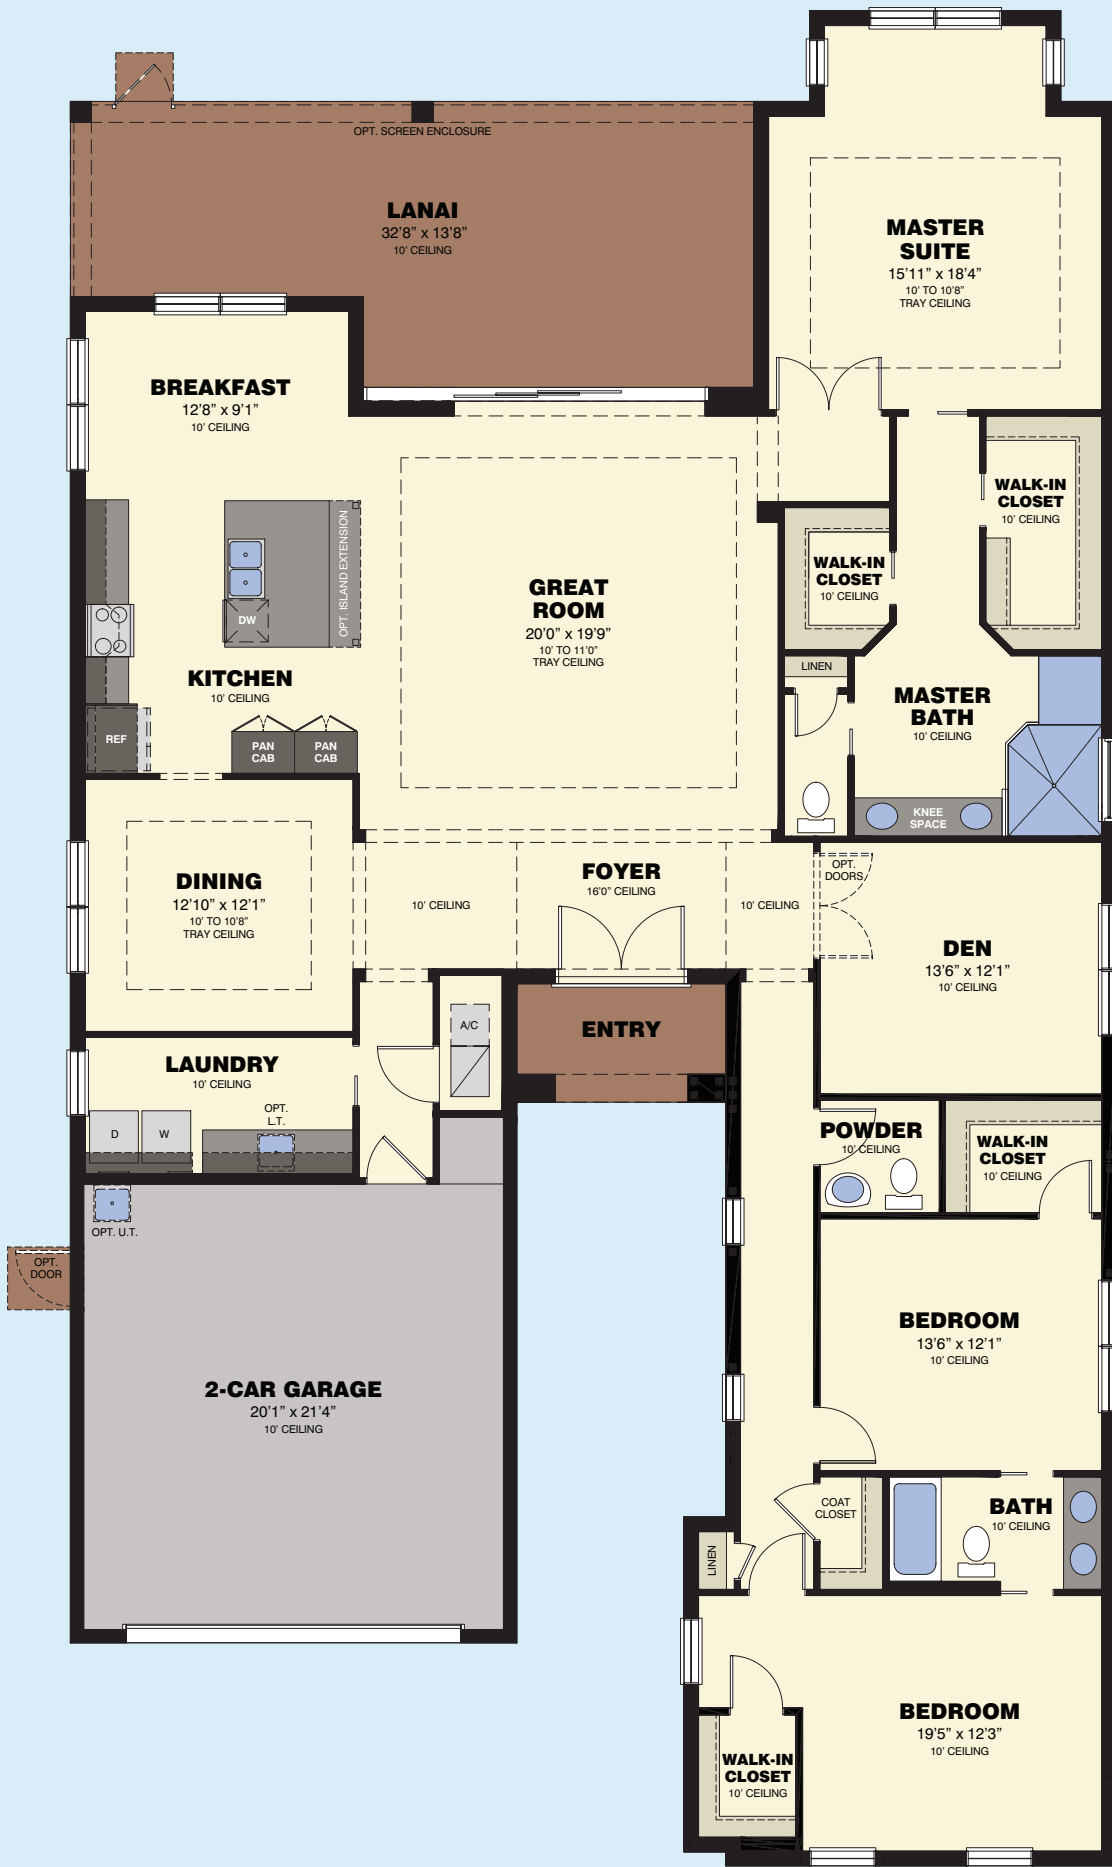 OPT. SCREEN ENCLOSURE
LANAI
32'8" x 13'8"
10' CEILING
MASTER
SUITE
15'11" x 18'4"
10' TO 10'8"
TRAY CEILING
BREAKFAST
12'8" x 9'1"
10' CEILING
WALK-IN
CLOSET
10' CEILING
WALK-IN
CLOSET
10' CEILING
OPT. ISLAND EXTENSION
DW
GREAT
ROOM
20'0" x 19'9"
10' TO 11'0"
TRAY CEILING
KITCHEN
10' CEILING
REF
PAN
CAB
PAN
CAB
LINEN
MASTER
BATH
10' CEILING
KNEE
SPACE
DINING
12'10" x 12'1"
10' TO 10'8"
TRAY CEILING
10' CEILING
FOYER
16'0" CEILING
10' CEILING
OPT.
DOORS
DEN
13'6" x 12'1"
10' CEILING
A/C
ENTRY
LAUNDRY
10' CEILING
OPT.
L.T.
D
W
POWDER
10' CEILING
WALK-IN
CLOSET
10' CEILING
OPT. U.T.
OPT.
DOOR
BEDROOM
13'6" x 12'1"
10' CEILING
2-CAR GARAGE
20'1" x 21'4"
10' CEILING
COAT
CLOSET
BATH
10' CEILING
LINEN
BEDROOM
19'5" x 12'3"
10' CEILING
WALK-IN
CLOSET
10' CEILING